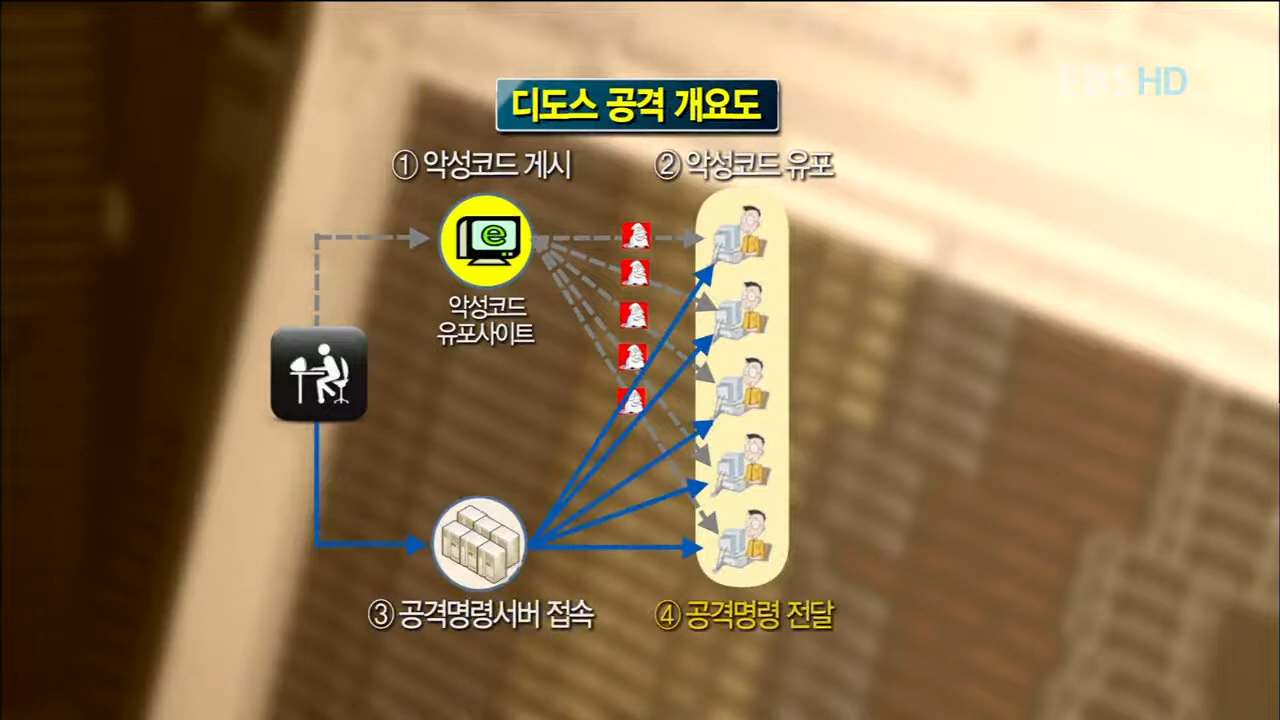 EBS HD
디도스 공격 개요도
① 악성코드 게시
② 악성코드 유포
e
악성코드
유포사이트
③ 공격명령서버 접속
④ 공격명령 전달